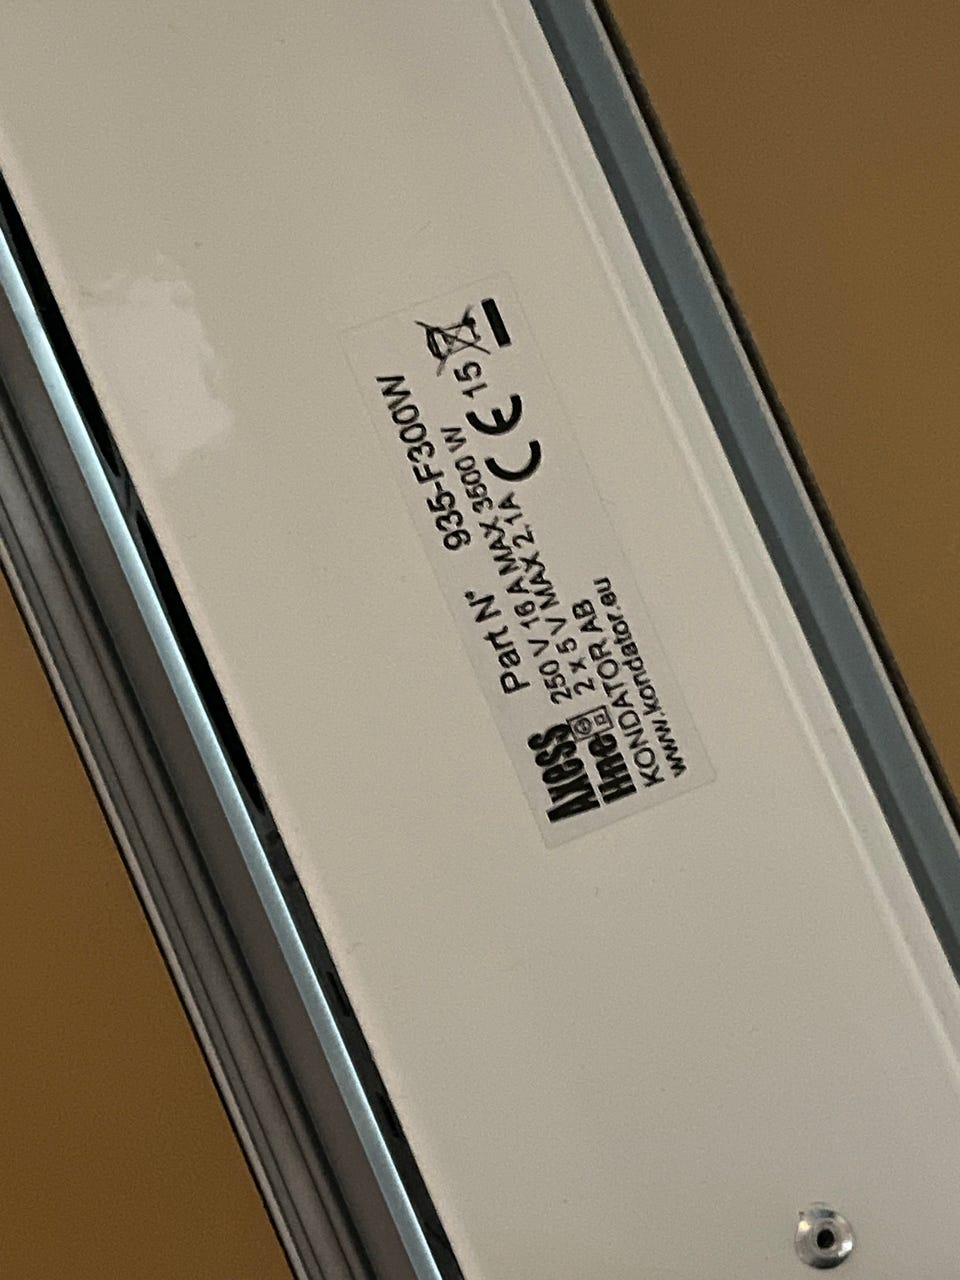 Part N° 935-F300W
Axess line
250 V 16 A MAX 3500 W
2 x 5 V MAX 2.1A
CE 15
KONDATOR AB
www.kondator.eu